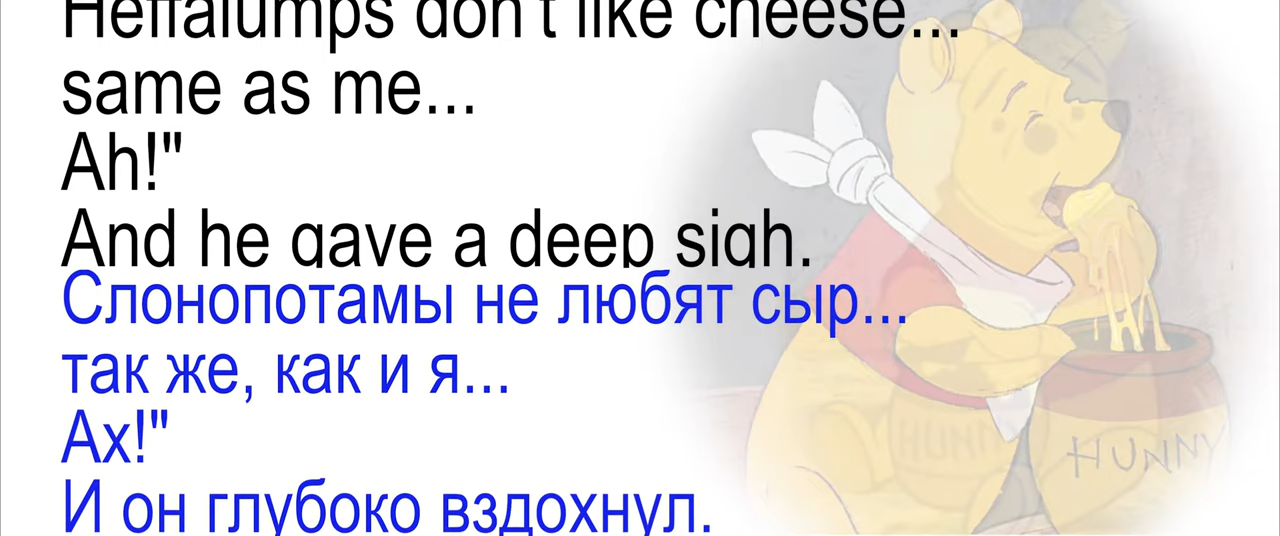 Heffalumps don't like cheese...
same as me...
Ah!"
And he gave a deep sigh.
Слонопотамы не любят сыр...
так же, как и я...
Ах!"
И он глубоко вздохнул.
HUNNY
HUNN